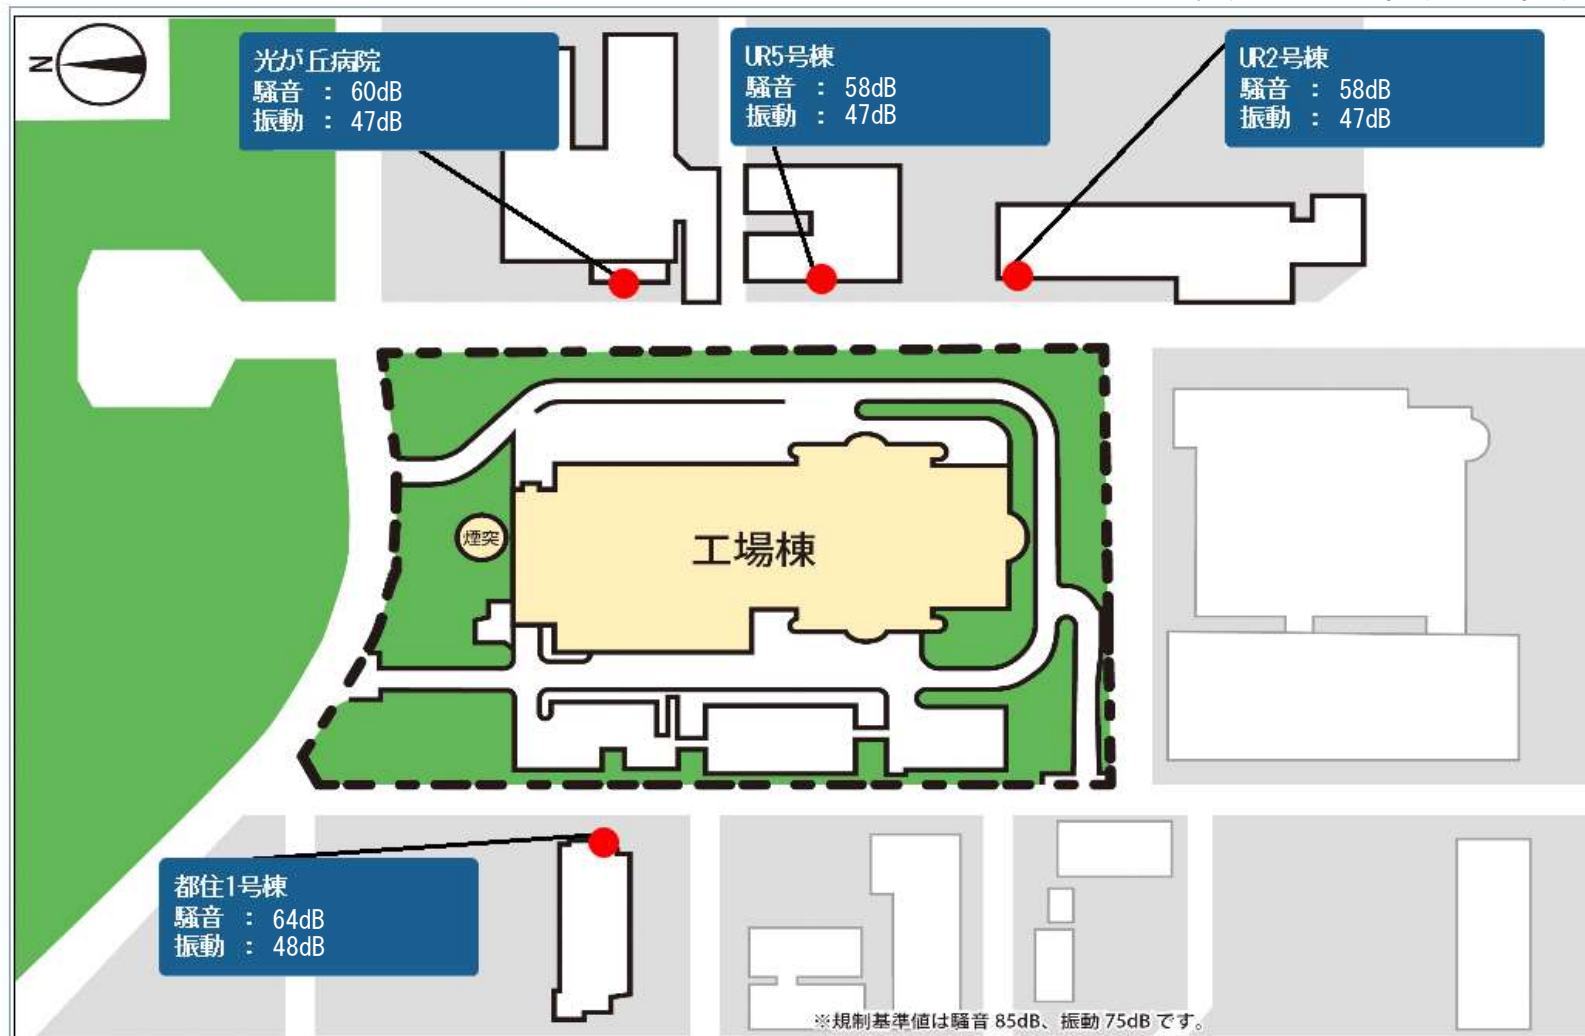 N
光が丘病院
騒音 : 60dB
振動 : 47dB
UR5号棟
騒音 : 58dB
振動 : 47dB
UR2号棟
騒音 : 58dB
振動 : 47dB
煙突
工場棟
都住1号棟
騒音 : 64dB
振動 : 48dB
※規制基準値は騒音 85dB、振動 75dB です。